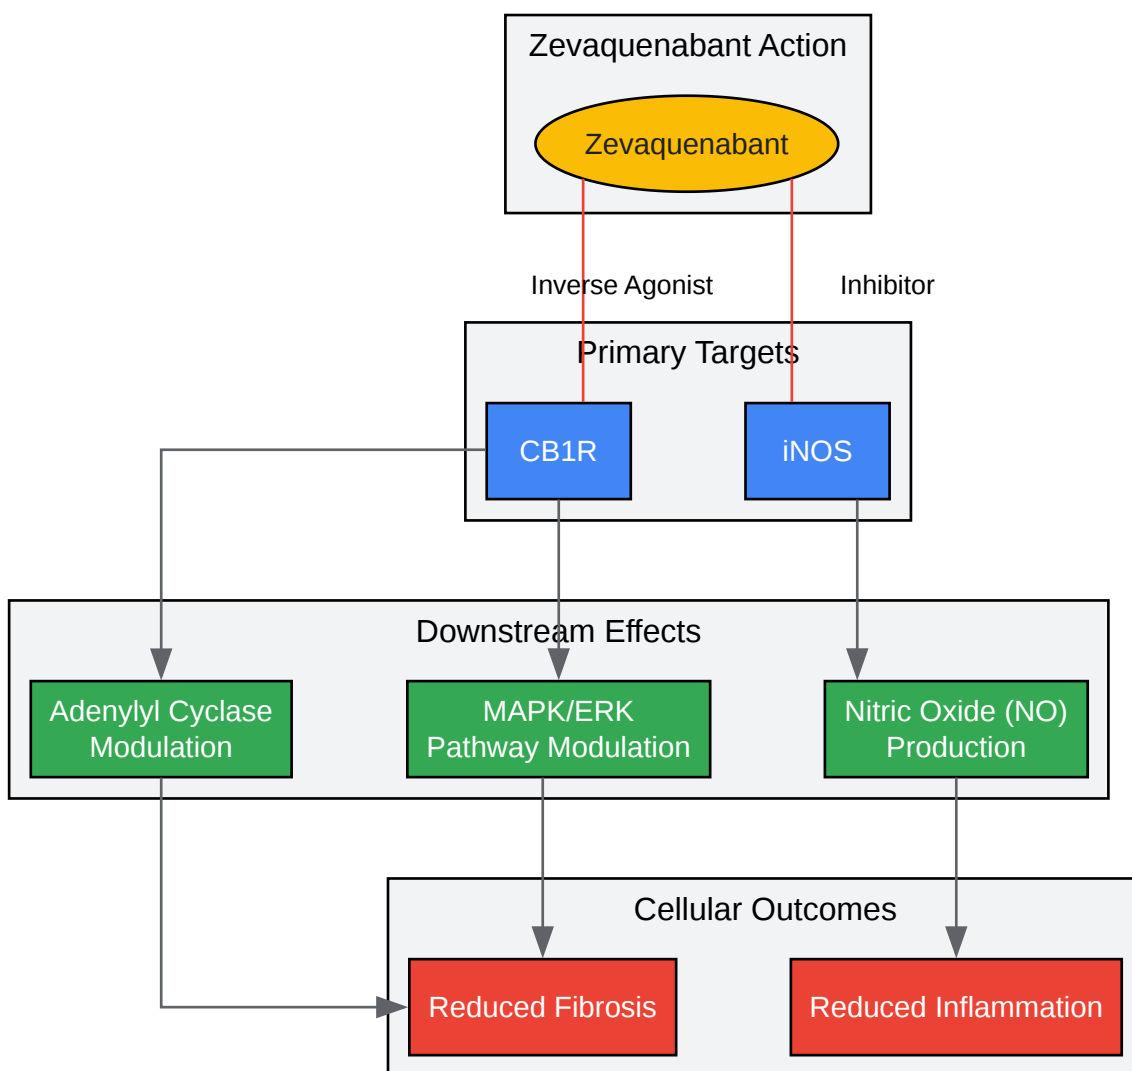 Zevaquenabant Action
Zevaquenabant
Inverse Agonist
Inhibitor
Primary Targets
CB1R
iNOS
Downstream Effects
Adenylyl Cyclase
Modulation
MAPK/ERK
Pathway Modulation
Nitric Oxide (NO)
Production
Cellular Outcomes
Reduced Fibrosis
Reduced Inflammation